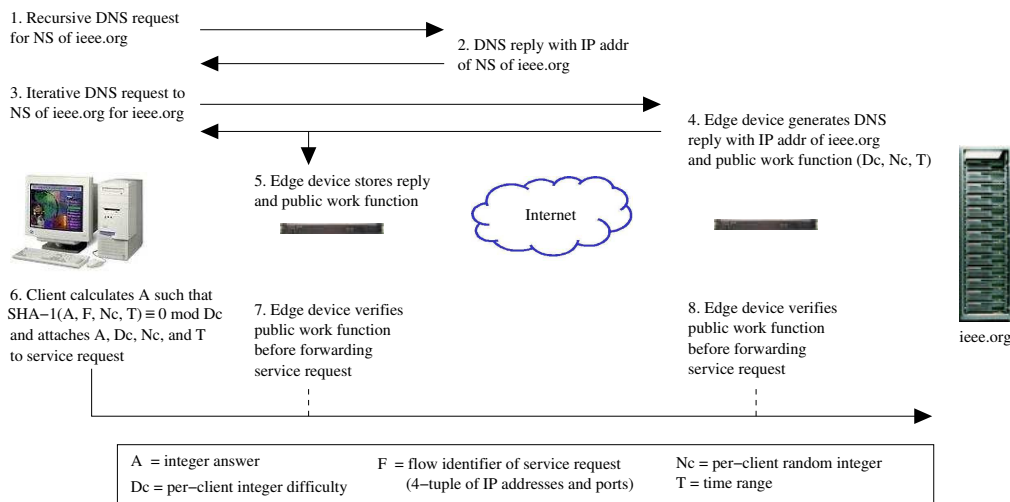 1. Recursive DNS request
for NS of ieee.org
2. DNS reply with IP addr
of NS of ieee.org
3. Iterative DNS request to
NS of ieee.org for ieee.org
4. Edge device generates DNS
reply with IP addr of ieee.org
and public work function (Dc, Nc, T)
5. Edge device stores reply
and public work function
Internet
6. Client calculates A such that
SHA−1(A, F, Nc, T) ≡ 0 mod Dc
and attaches A, Dc, Nc, and T
to service request
7. Edge device verifies
public work function
before forwarding
service request
8. Edge device verifies
public work function
before forwarding
service request
ieee.org
A = integer answer
Dc = per−client integer difficulty
F = flow identifier of service request
(4−tuple of IP addresses and ports)
Nc = per−client random integer
T = time range